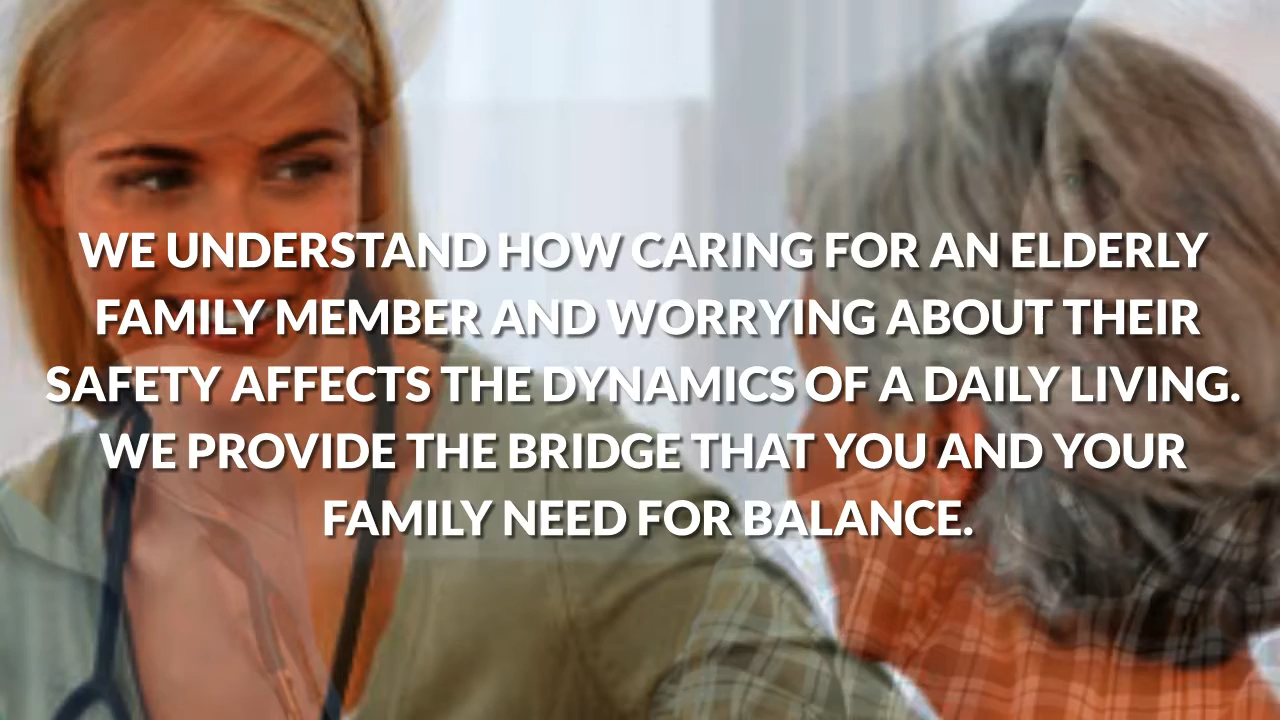 WE UNDERSTAND HOW CARING FOR AN ELDERLY
FAMILY MEMBER AND WORRYING ABOUT THEIR
SAFETY AFFECTS THE DYNAMICS OF A DAILY LIVING.
WE PROVIDE THE BRIDGE THAT YOU AND YOUR
FAMILY NEED FOR BALANCE.